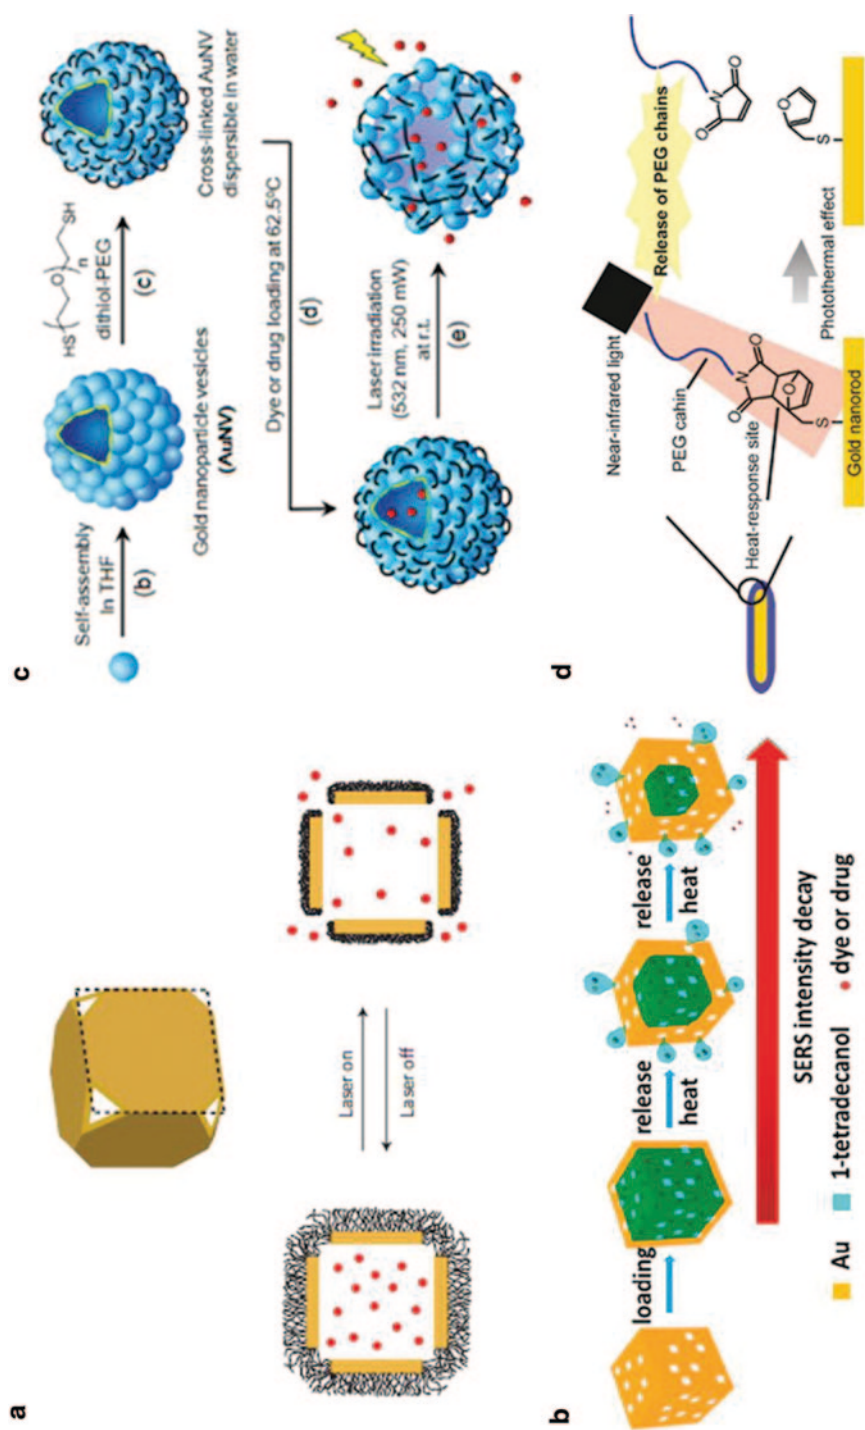 a
Laser on
Laser off
b
loading
release
heat
release
heat
SERS intensity decay
Au
1-tetradecanol
dye or drug
c
Self-assembly
In THF
(b)
Gold nanoparticle vesicles
(AuNV)
HS
O
n
SH
dithiol-PEG
(c)
Cross-linked AuNV
dispersible in water
Dye or drug loading at 62.5ºC
(d)
Laser irradiation
(532 nm, 250 mW)
at r.t.
(e)
d
Near-infrared light
PEG cahin
Heat-response site
O
N
O
O
S
Gold nanorod
Release of PEG chains
Photothermal effect
O
N
O
O
S